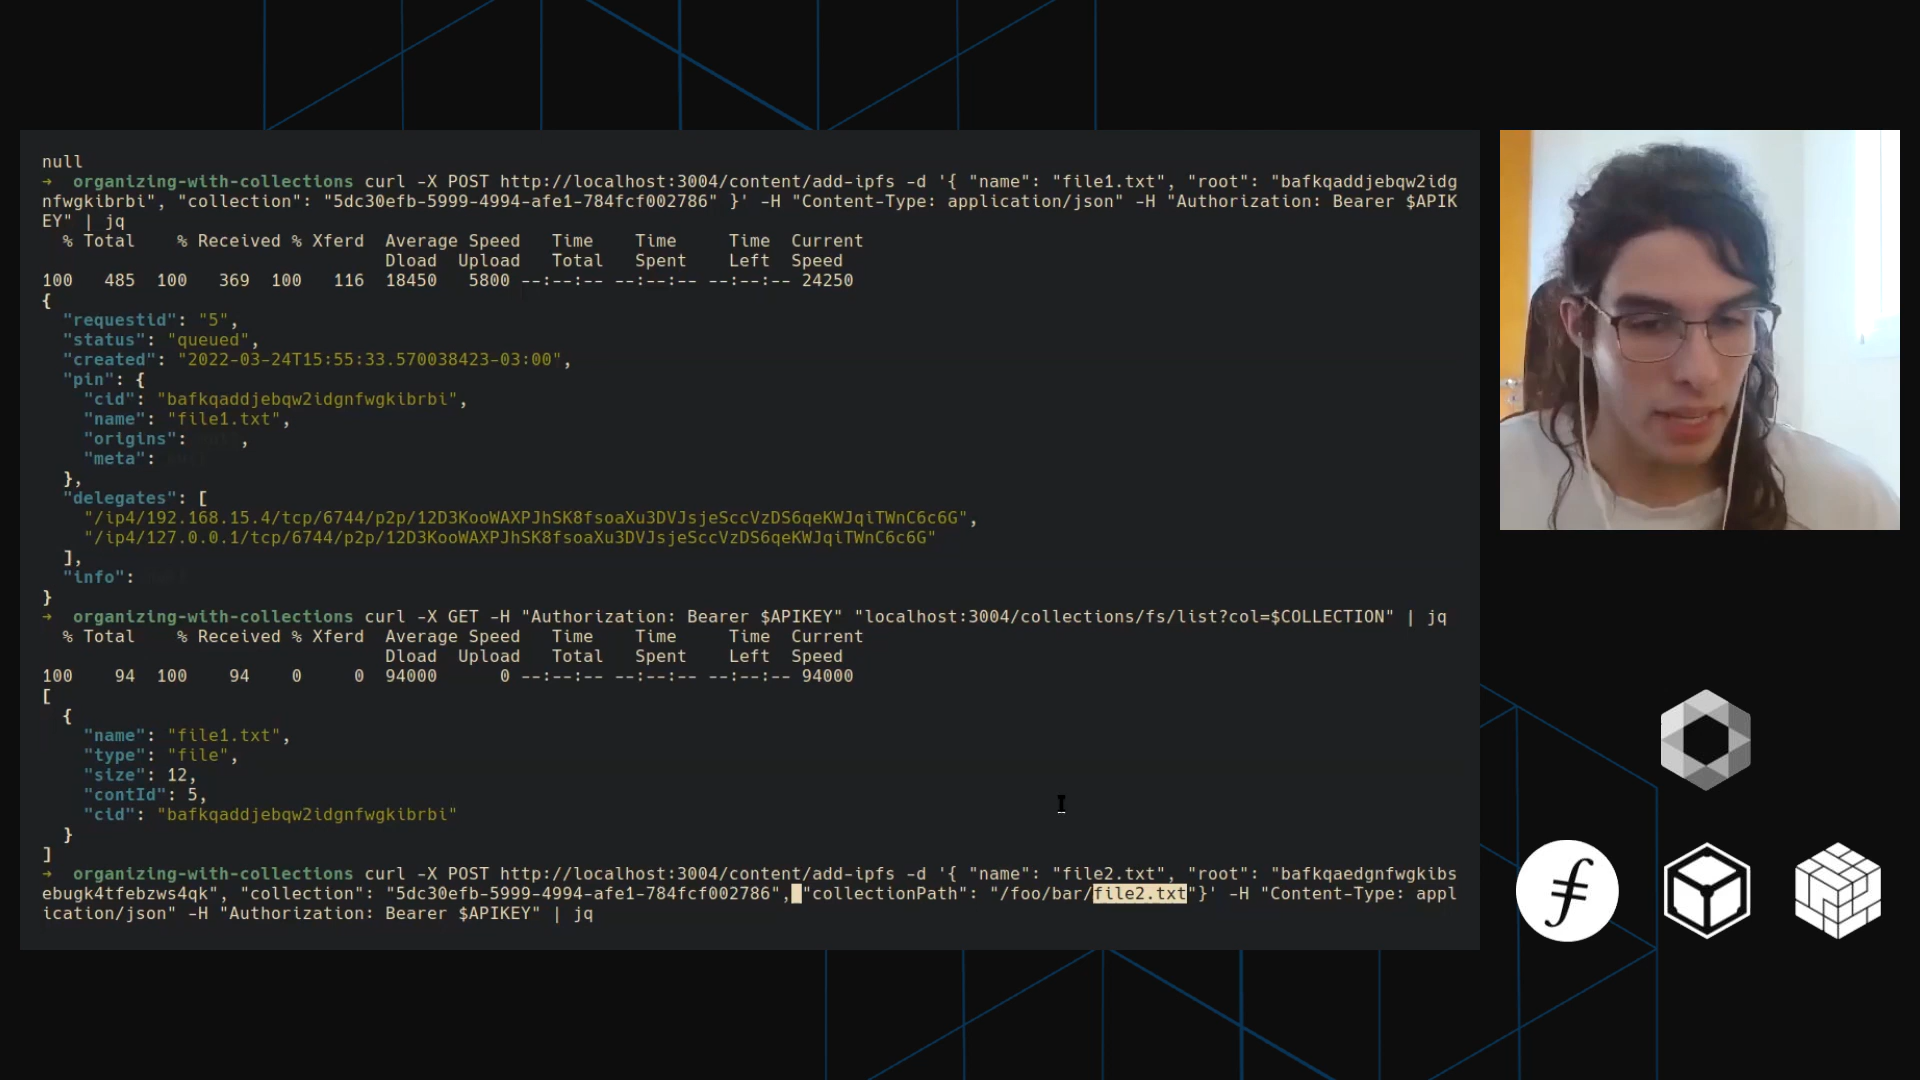 null
→ organizing-with-collections curl -X POST http://localhost:3004/content/add-ipfs -d '{ "name": "file1.txt", "root": "bafkqaddjebqw2idg
nfwgkibrbi", "collection": "5dc30efb-5999-4994-afe1-784fcf002786" }' -H "Content-Type: application/json" -H "Authorization: Bearer $APIK
EY" | jq
% Total % Received % Xferd Average Speed Time Time Time Current
Dload Upload Total Spent Left Speed
100 485 100 369 100 116 18450 5800 --:--:-- --:--:-- --:--:-- 24250
{
"requestid": "5",
"status": "queued",
"created": "2022-03-24T15:55:33.570038423-03:00",
"pin": {
"cid": "bafkqaddjebqw2idgnfwgkibrbi",
"name": "file1.txt",
"origins": null,
"meta": null
},
"delegates": [
"/ip4/192.168.15.4/tcp/6744/p2p/12D3KooWAXPJhSK8fsoaXu3DVJsjeSccVzDS6qeKWJqiTWnC6c6G",
"/ip4/127.0.0.1/tcp/6744/p2p/12D3KooWAXPJhSK8fsoaXu3DVJsjeSccVzDS6qeKWJqiTWnC6c6G"
],
"info": null
}
→ organizing-with-collections curl -X GET -H "Authorization: Bearer $APIKEY" "localhost:3004/collections/fs/list?col=$COLLECTION" | jq
% Total % Received % Xferd Average Speed Time Time Time Current
Dload Upload Total Spent Left Speed
100 94 100 94 0 0 94000 0 --:--:-- --:--:-- --:--:-- 94000
[
{
"name": "file1.txt",
"type": "file",
"size": 12,
"contId": 5,
"cid": "bafkqaddjebqw2idgnfwgkibrbi"
}
]
→ organizing-with-collections curl -X POST http://localhost:3004/content/add-ipfs -d '{ "name": "file2.txt", "root": "bafkqaedgnfwgkibs
ebugk4tfebzws4qk", "collection": "5dc30efb-5999-4994-afe1-784fcf002786", "collectionPath": "/foo/bar/file2.txt"}' -H "Content-Type: appl
ication/json" -H "Authorization: Bearer $APIKEY" | jq